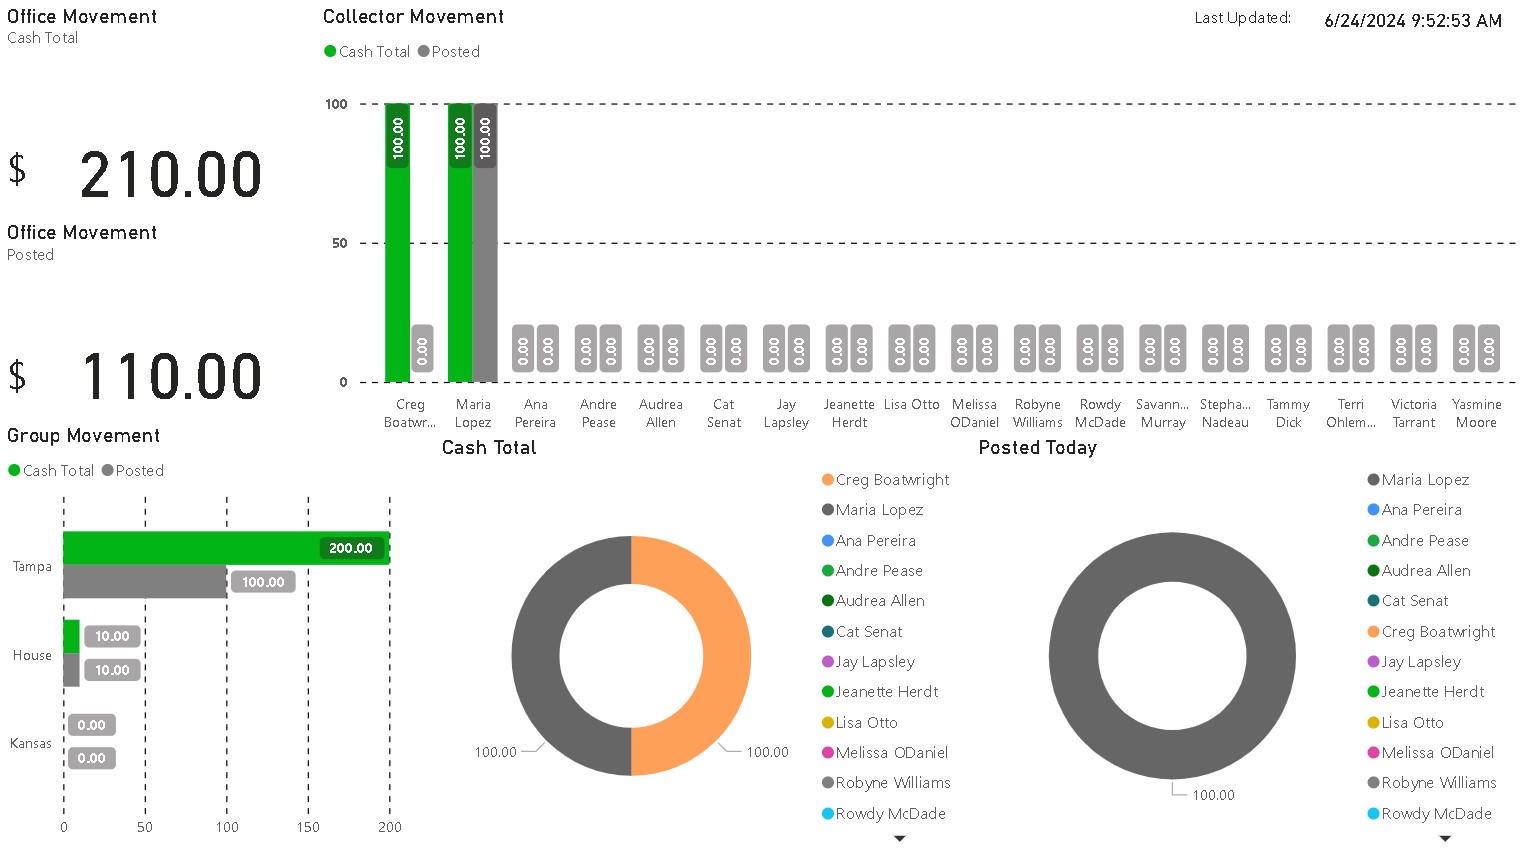 Office Movement
Cash Total
$ 210.00
Office Movement
Posted
$ 110.00
Collector Movement
Cash Total Posted
Last Updated: 6/24/2024 9:52:53 AM
100
50
0
100.00 0.00 100.00 100.00 0.00 0.00 0.00 0.00 0.00 0.00 0.00 0.00 0.00 0.00 0.00 0.00 0.00 0.00 0.00 0.00 0.00 0.00 0.00 0.00 0.00 0.00 0.00 0.00 0.00 0.00 0.00 0.00 0.00 0.00 0.00 0.00
Creg Boatwr...
Maria Lopez
Ana Pereira
Andre Pease
Audrea Allen
Cat Senat
Jay Lapsley
Jeanette Herdt
Lisa Otto
Melissa ODaniel
Robyne Williams
Rowdy McDade
Savann... Murray
Stepha... Nadeau
Tammy Dick
Terri Ohlem...
Victoria Tarrant
Yasmine Moore
Group Movement
Cash Total Posted
Tampa
200.00
100.00
House
10.00
10.00
Kansas
0.00
0.00
0 50 100 150 200
Cash Total
100.00 100.00
Creg Boatwright
Maria Lopez
Ana Pereira
Andre Pease
Audrea Allen
Cat Senat
Jay Lapsley
Jeanette Herdt
Lisa Otto
Melissa ODaniel
Robyne Williams
Rowdy McDade
Posted Today
100.00
Maria Lopez
Ana Pereira
Andre Pease
Audrea Allen
Cat Senat
Creg Boatwright
Jay Lapsley
Jeanette Herdt
Lisa Otto
Melissa ODaniel
Robyne Williams
Rowdy McDade